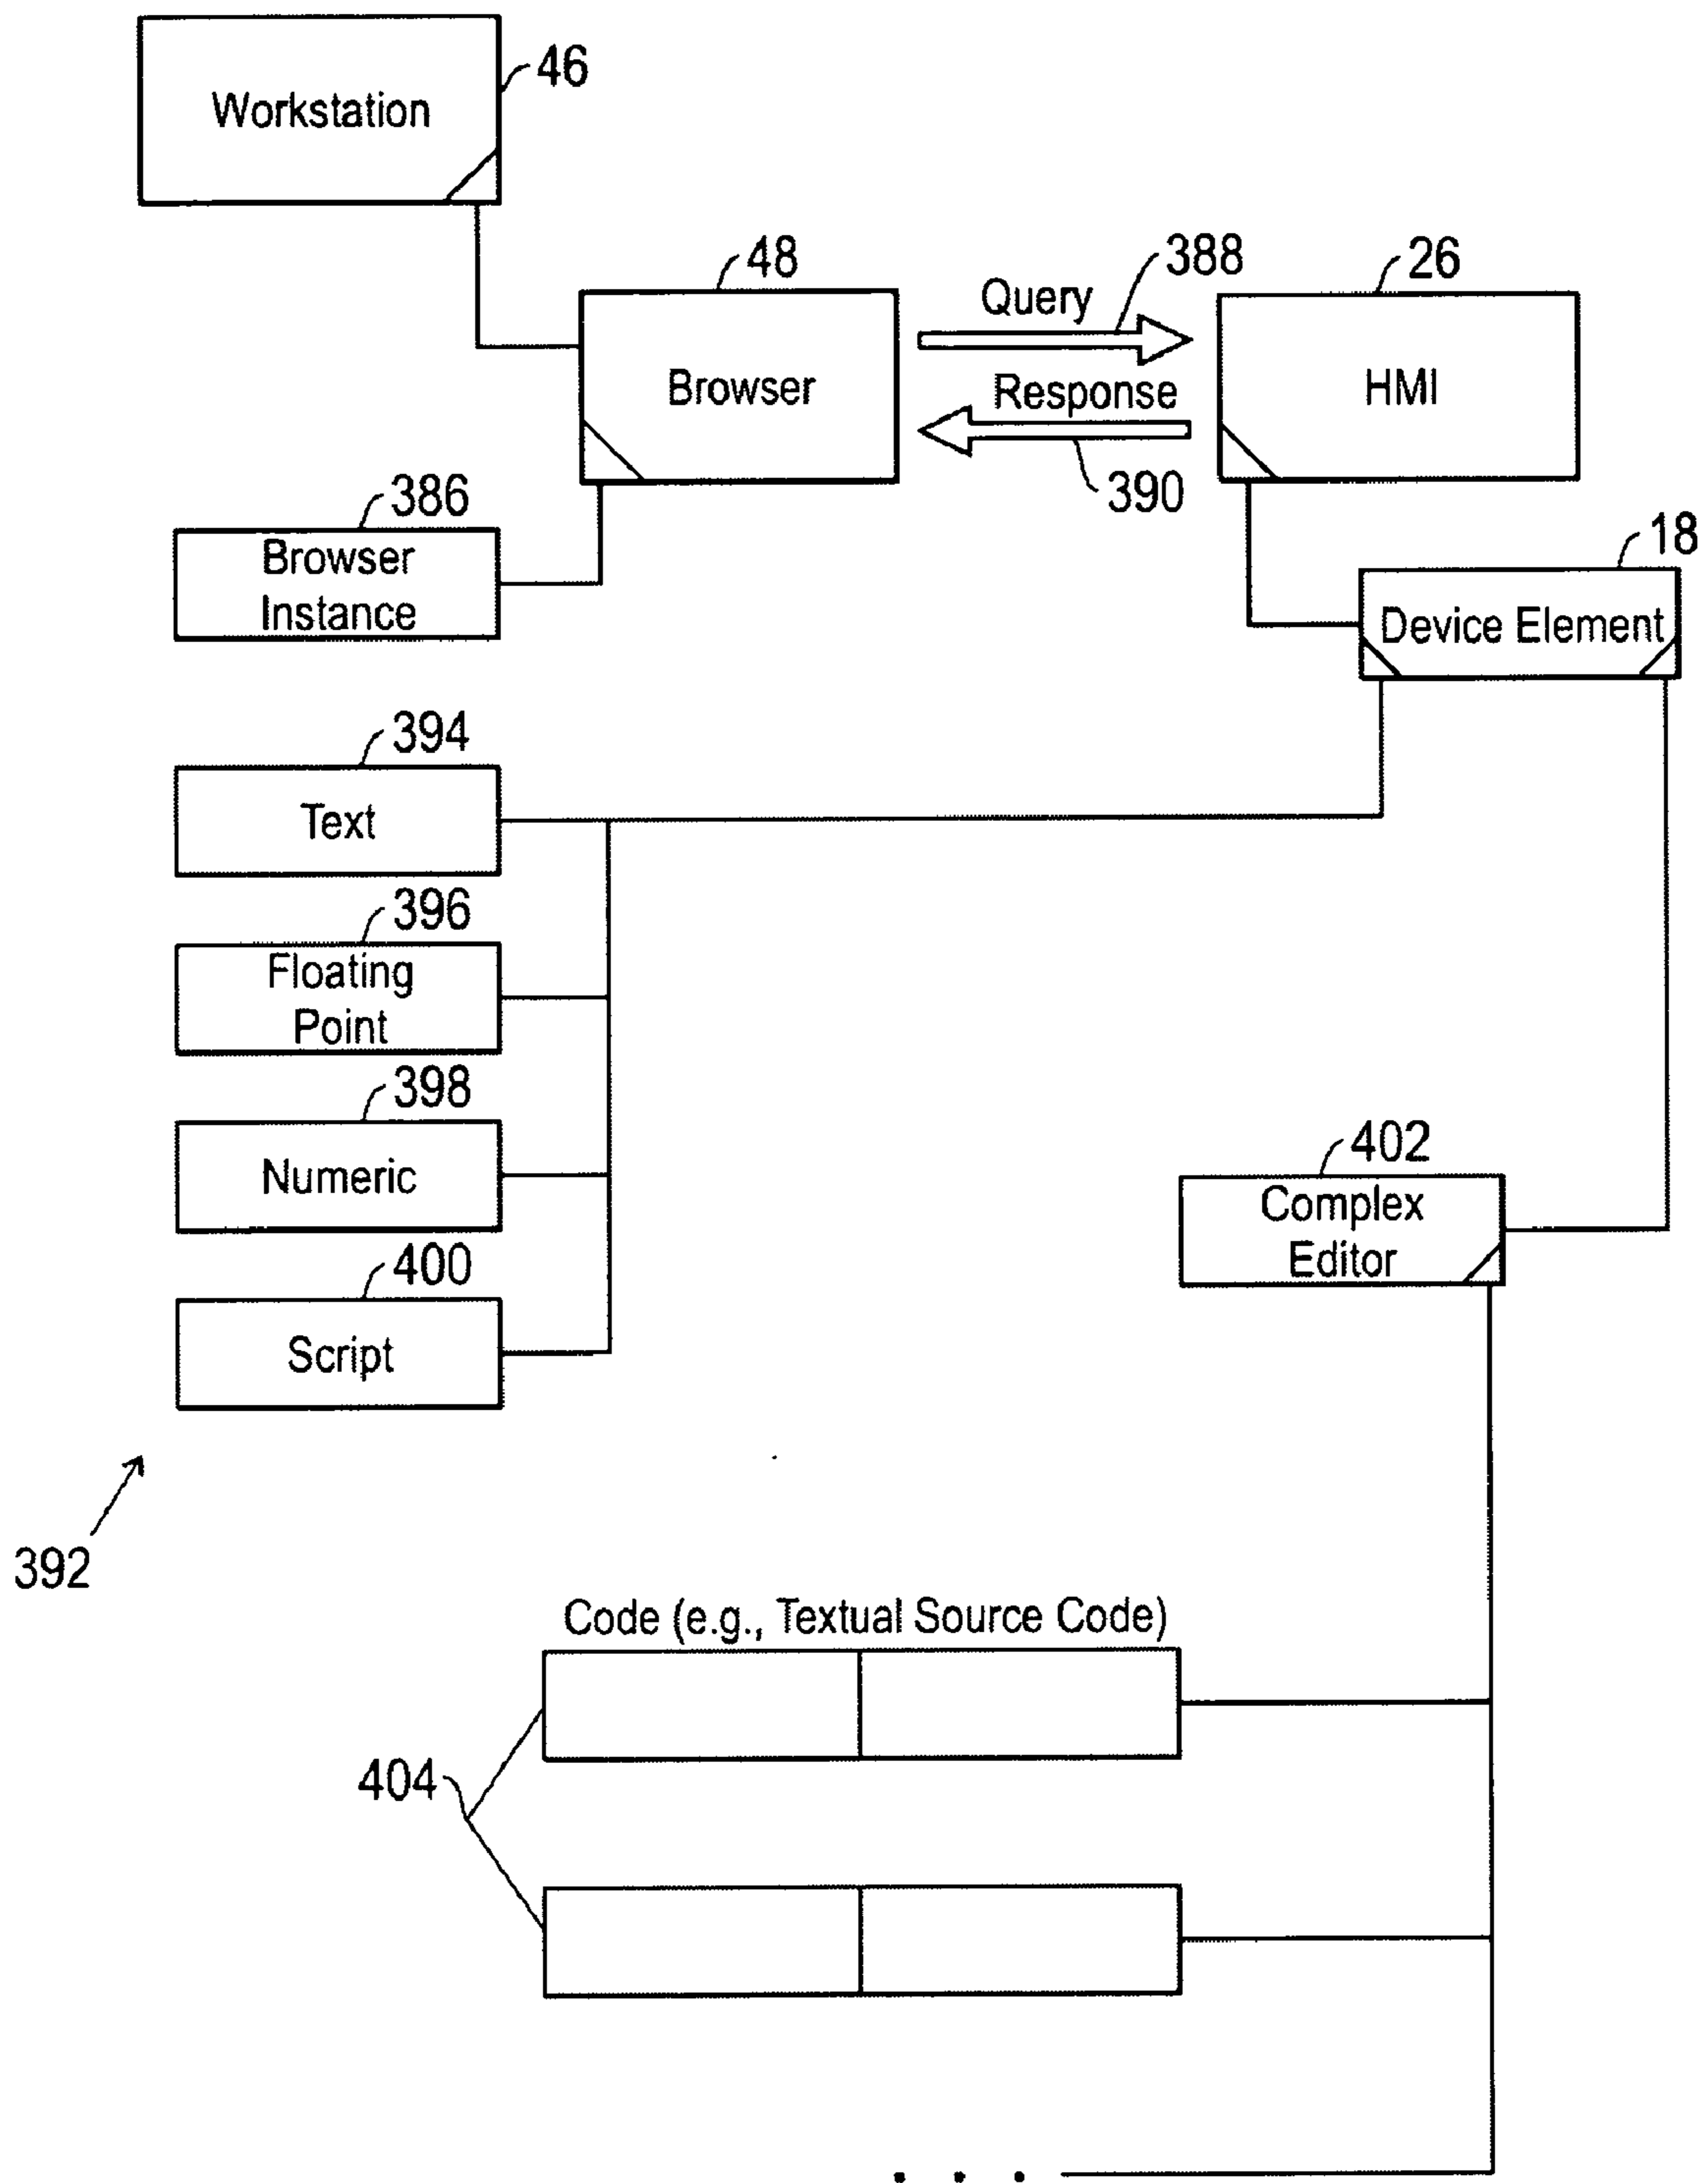 46
Workstation
48
388
26
Query
Browser
HMI
Response
390
386
18
Browser
Instance
Device Element
394
Text
396
Floating
Point
398
Numeric
402
Complex
Editor
400
Script
392
Code (e.g., Textual Source Code)
404
. . .